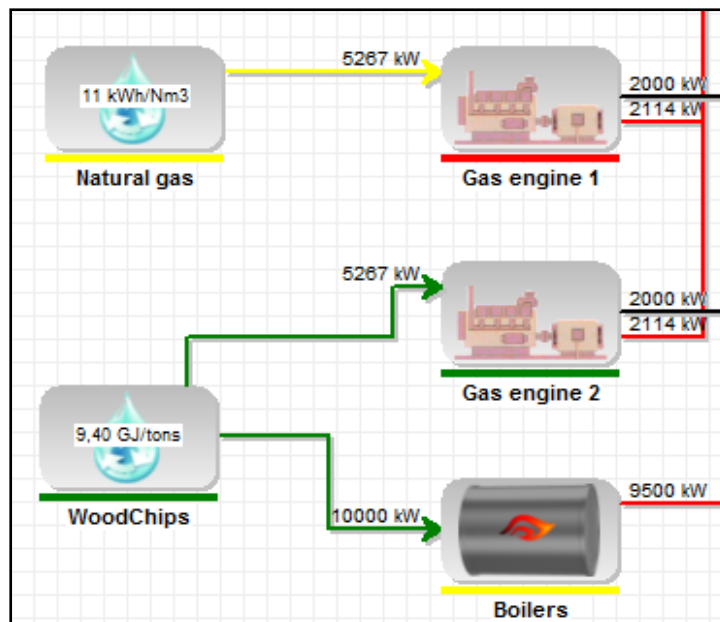 5267 kW
11 kWh/Nm3
2000 kW
2114 kW
Natural gas
Gas engine 1
5267 kW
2000 kW
2114 kW
Gas engine 2
9,40 GJ/tons
9500 kW
WoodChips
10000 kW
Boilers